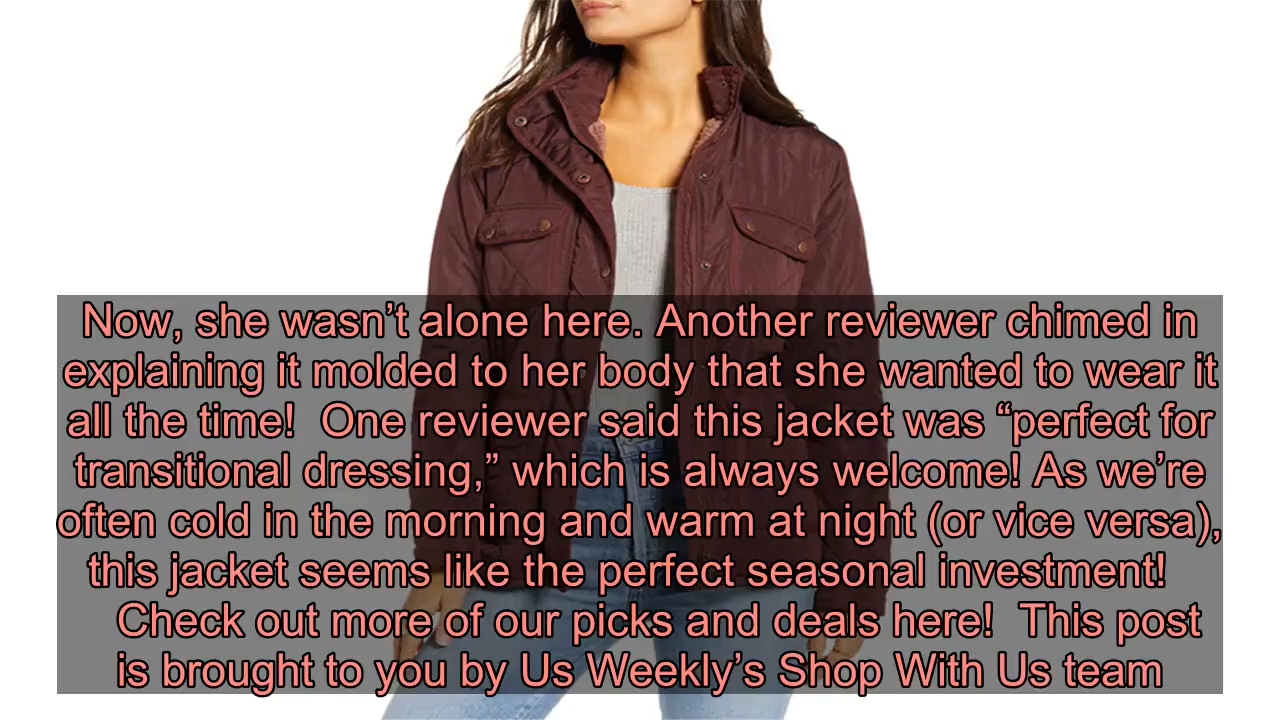 Now, she wasn’t alone here. Another reviewer chimed in
explaining it molded to her body that she wanted to wear it
all the time!  One reviewer said this jacket was “perfect for
transitional dressing,” which is always welcome! As we’re
often cold in the morning and warm at night (or vice versa),
this jacket seems like the perfect seasonal investment!
Check out more of our picks and deals here!  This post
is brought to you by Us Weekly’s Shop With Us team